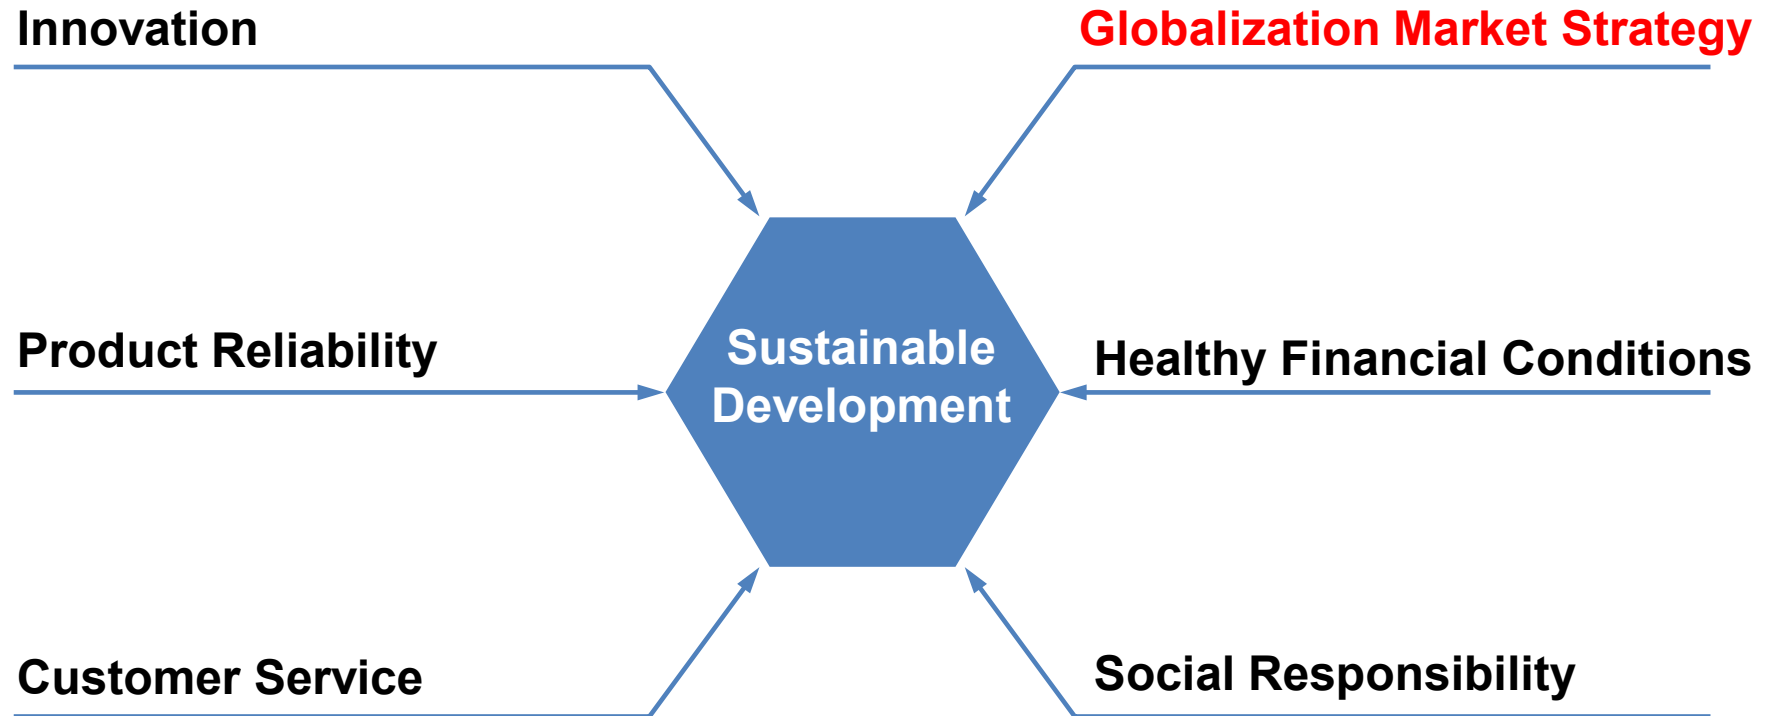 Innovation
Globalization Market Strategy
Product Reliability
Sustainable
Development
Healthy Financial Conditions
Customer Service
Social Responsibility